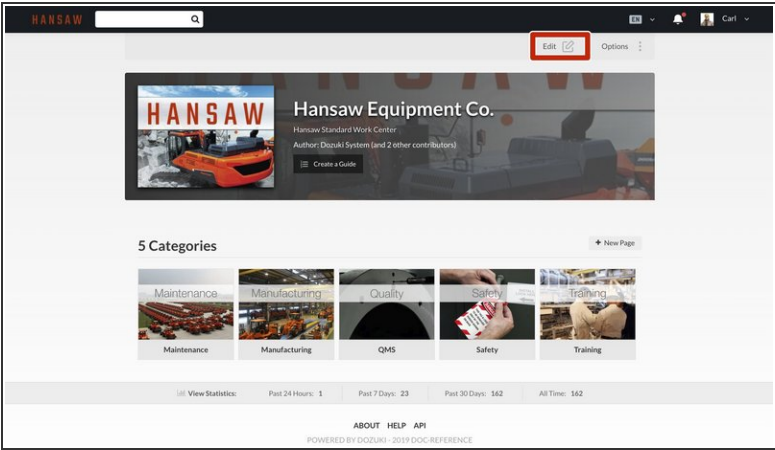 HANSAW
EN
Carl
Edit
Options
HANSAW
HANSAW
Hansaw Equipment Co.
Hansaw Standard Work Center
Author: Dozuki System (and 2 other contributors)
Create a Guide
5 Categories
+ New Page
Maintenance
Manufacturing
Quality
Safety
Training
Maintenance
Manufacturing
QMS
Safety
Training
View Statistics:
Past 24 Hours: 1
Past 7 Days: 23
Past 30 Days: 162
All Time: 162
ABOUT HELP API
POWERED BY DOZUKI - 2019 DOC-REFERENCE